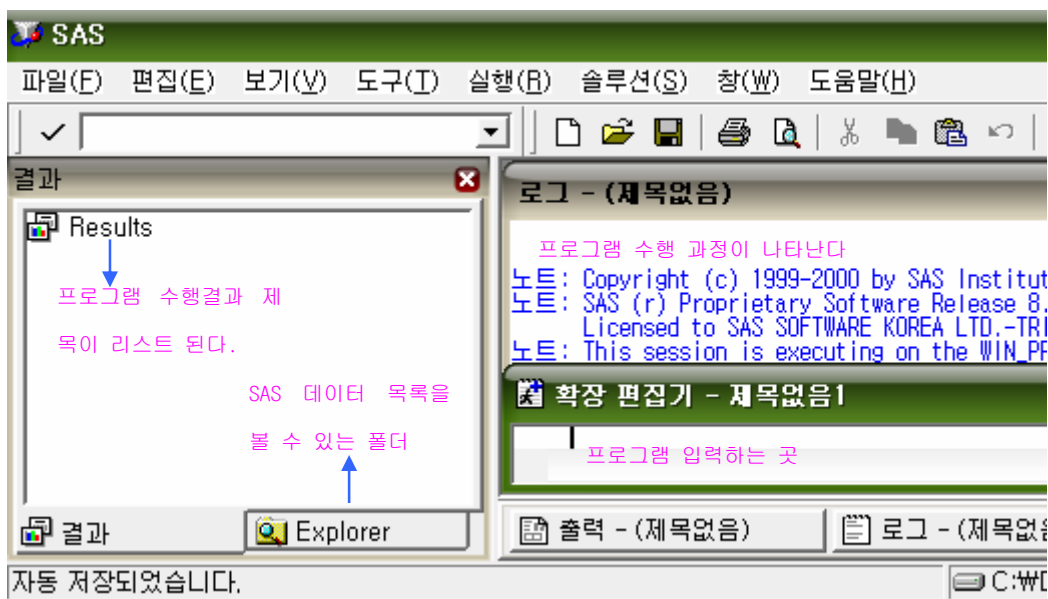 SAS
파일(F) 편집(E) 보기(V) 도구(T) 실행(R) 솔루션(S) 창(W) 도움말(H)
결과
Results
프로그램 수행결과 제
목이 리스트 된다.
SAS 데이터 목록을
볼 수 있는 폴더
결과
Explorer
로그 - (제목없음)
프로그램 수행 과정이 나타난다
노트: Copyright (c) 1999-2000 by SAS Institut
노트: SAS (r) Proprietary Software Release 8.
Licensed to SAS SOFTWARE KOREA LTD.-TRI
노트: This session is executing on the WIN_PR
확장 편집기 - 제목없음1
프로그램 입력하는 곳
출력 - (제목없음)
로그 - (제목없음
자동 저장되었습니다.
C:₩D